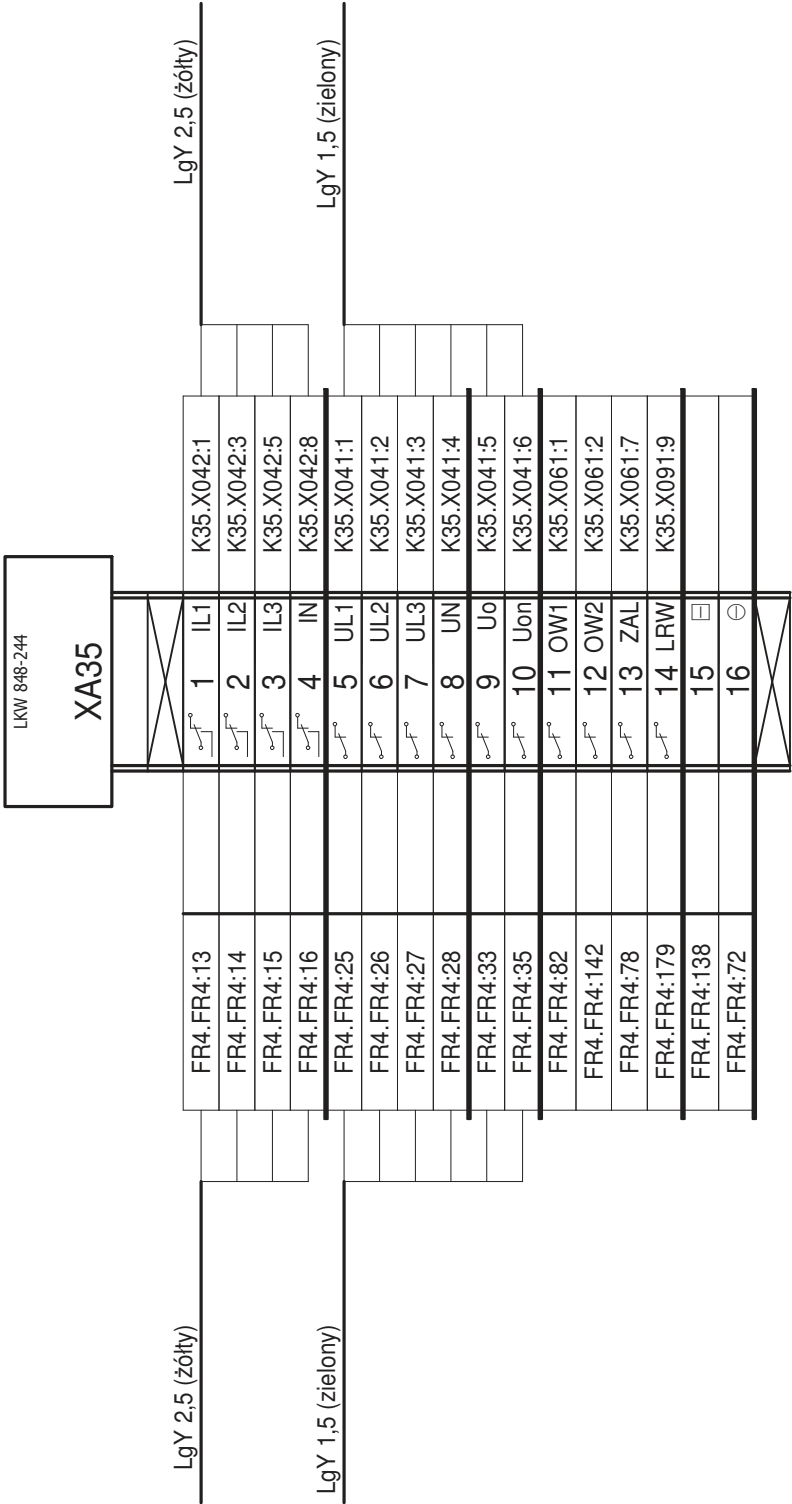 LKW 848-244
XA35
LgY 2,5 (żółty)
LgY 2,5 (żółty)
LgY 1,5 (zielony)
LgY 1,5 (zielony)
FR4.FR4:13 1 IL1 K35.X042:1
FR4.FR4:14 2 IL2 K35.X042:3
FR4.FR4:15 3 IL3 K35.X042:5
FR4.FR4:16 4 IN K35.X042:8
FR4.FR4:25 5 UL1 K35.X041:1
FR4.FR4:26 6 UL2 K35.X041:2
FR4.FR4:27 7 UL3 K35.X041:3
FR4.FR4:28 8 UN K35.X041:4
FR4.FR4:33 9 Uo K35.X041:5
FR4.FR4:35 10 Uon K35.X041:6
FR4.FR4:82 11 OW1 K35.X061:1
FR4.FR4:142 12 OW2 K35.X061:2
FR4.FR4:78 13 ZAL K35.X061:7
FR4.FR4:179 14 LRW K35.X091:9
FR4.FR4:138 15
FR4.FR4:72 16